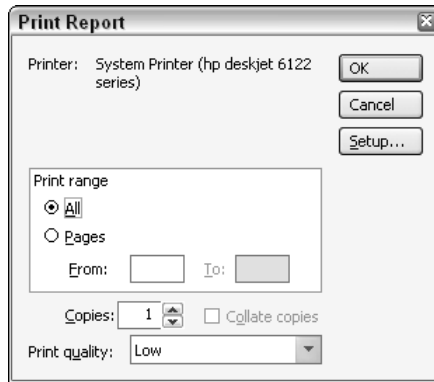 Print Report
Printer: System Printer (hp deskjet 6122
series)
OK
Cancel
Setup...
Print range
All
Pages
From: To:
Copies: 1 Collate copies
Print quality: Low